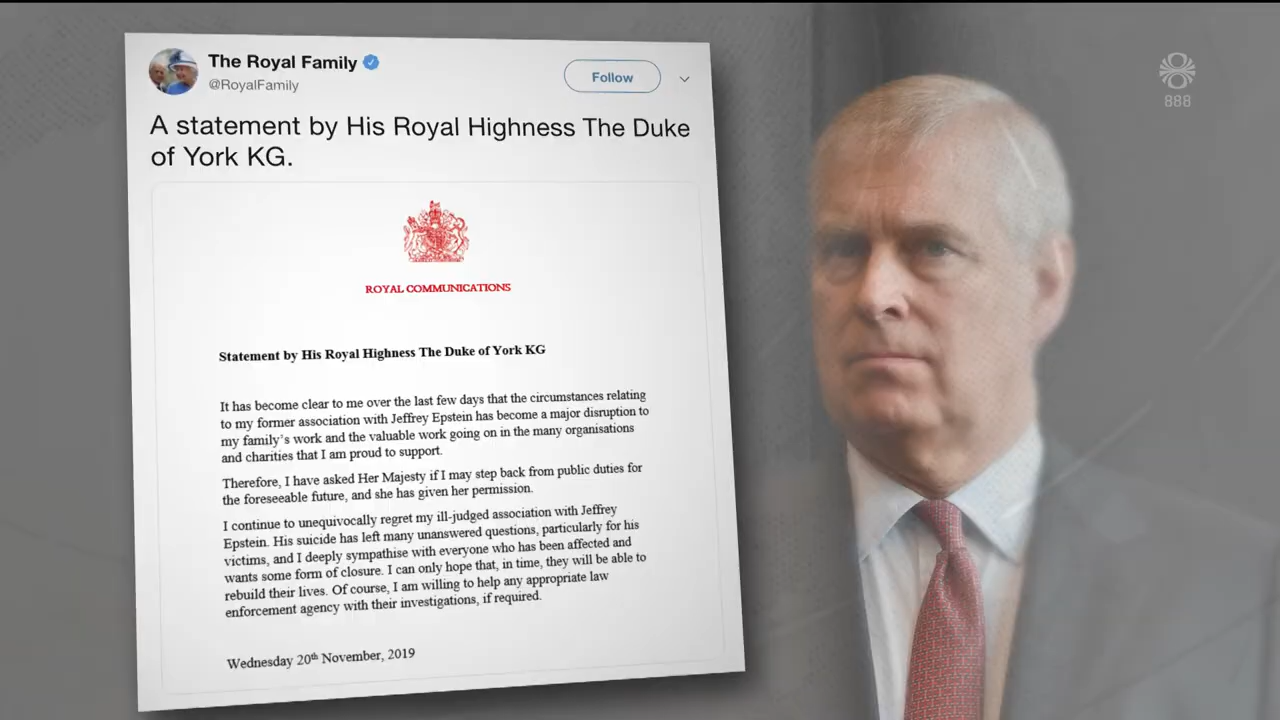 The Royal Family
@RoyalFamily
Follow
A statement by His Royal Highness The Duke
of York KG.
ROYAL COMMUNICATIONS
Statement by His Royal Highness The Duke of York KG
It has become clear to me over the last few days that the circumstances relating
to my former association with Jeffrey Epstein has become a major disruption to
my family's work and the valuable work going on in the many organisations
and charities that I am proud to support.
Therefore, I have asked Her Majesty if I may step back from public duties for
the foreseeable future, and she has given her permission.
I continue to unequivocally regret my ill-judged association with Jeffrey
Epstein. His suicide has left many unanswered questions, particularly for his
victims, and I deeply sympathise with everyone who has been affected and
wants some form of closure. I can only hope that, in time, they will be able to
rebuild their lives. Of course, I am willing to help any appropriate law
enforcement agency with their investigations, if required.
Wednesday 20th November, 2019
888